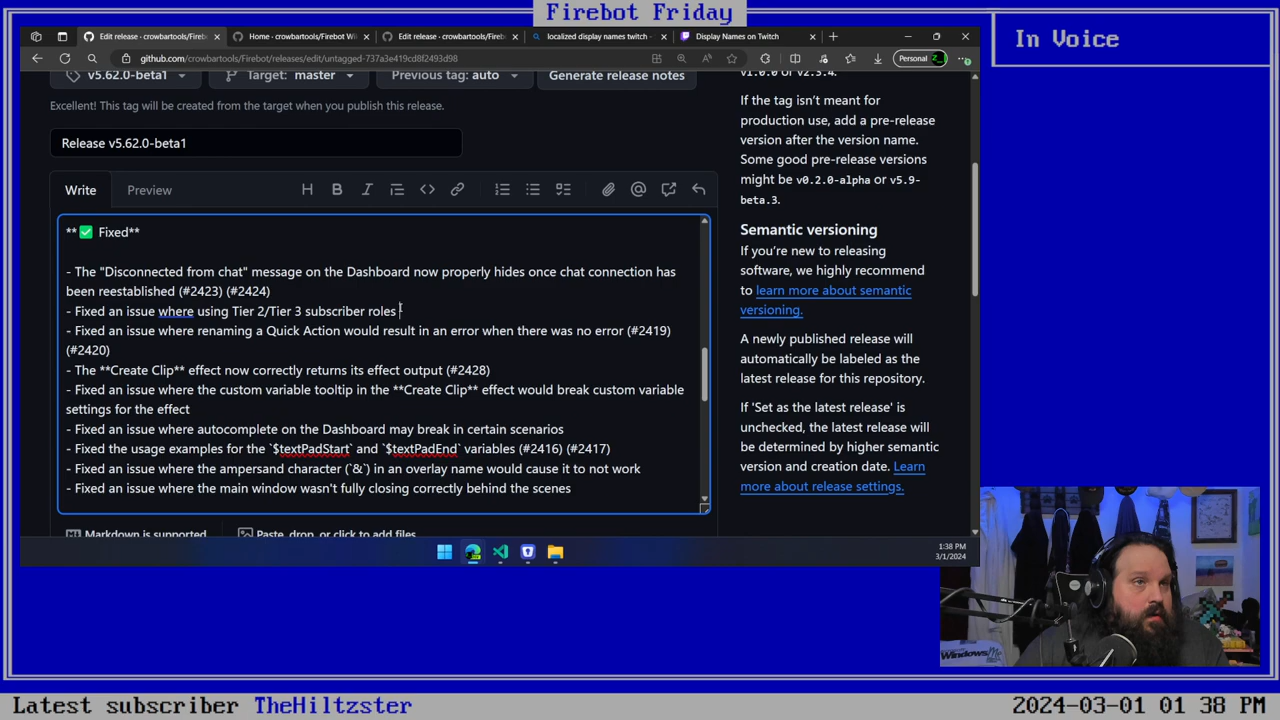 Firebot Friday
In Voice
Edit release - crowbartools/Fireb
Home - crowbartools/Firebot Wi
Edit release - crowbartools/Fireb
localized display names twitch -
Display Names on Twitch
github.com/crowbartools/Firebot/releases/edit/untagged-737a3e419cd8f2493d98
Personal
v5.62.0-beta1
Target: master
Previous tag: auto
Generate release notes
Excellent! This tag will be created from the target when you publish this release.
Release v5.62.0-beta1
Write
Preview
**✅ Fixed**
- The "Disconnected from chat" message on the Dashboard now properly hides once chat connection has
been reestablished (#2423) (#2424)
- Fixed an issue where using Tier 2/Tier 3 subscriber roles
- Fixed an issue where renaming a Quick Action would result in an error when there was no error (#2419)
(#2420)
- The **Create Clip** effect now correctly returns its effect output (#2428)
- Fixed an issue where the custom variable tooltip in the **Create Clip** effect would break custom variable
settings for the effect
- Fixed an issue where autocomplete on the Dashboard may break in certain scenarios
- Fixed the usage examples for the `$textPadStart` and `$textPadEnd` variables (#2416) (#2417)
- Fixed an issue where the ampersand character (`&`) in an overlay name would cause it to not work
- Fixed an issue where the main window wasn't fully closing correctly behind the scenes
Markdown is supported
Paste, drop, or click to add files
v1.0.0 or v2.3.4.
If the tag isn't meant for
production use, add a pre-release
version after the version name.
Some good pre-release versions
might be v0.2.0-alpha or v5.9-
beta.3.
Semantic versioning
If you're new to releasing
software, we highly recommend
to learn more about semantic
versioning.
A newly published release will
automatically be labeled as the
latest release for this repository.
If 'Set as the latest release' is
unchecked, the latest release will
be determined by higher semantic
version and creation date. Learn
more about release settings.
1:38 PM
3/1/2024
Latest subscriber TheHiltzster
2024-03-01 01 38 PM